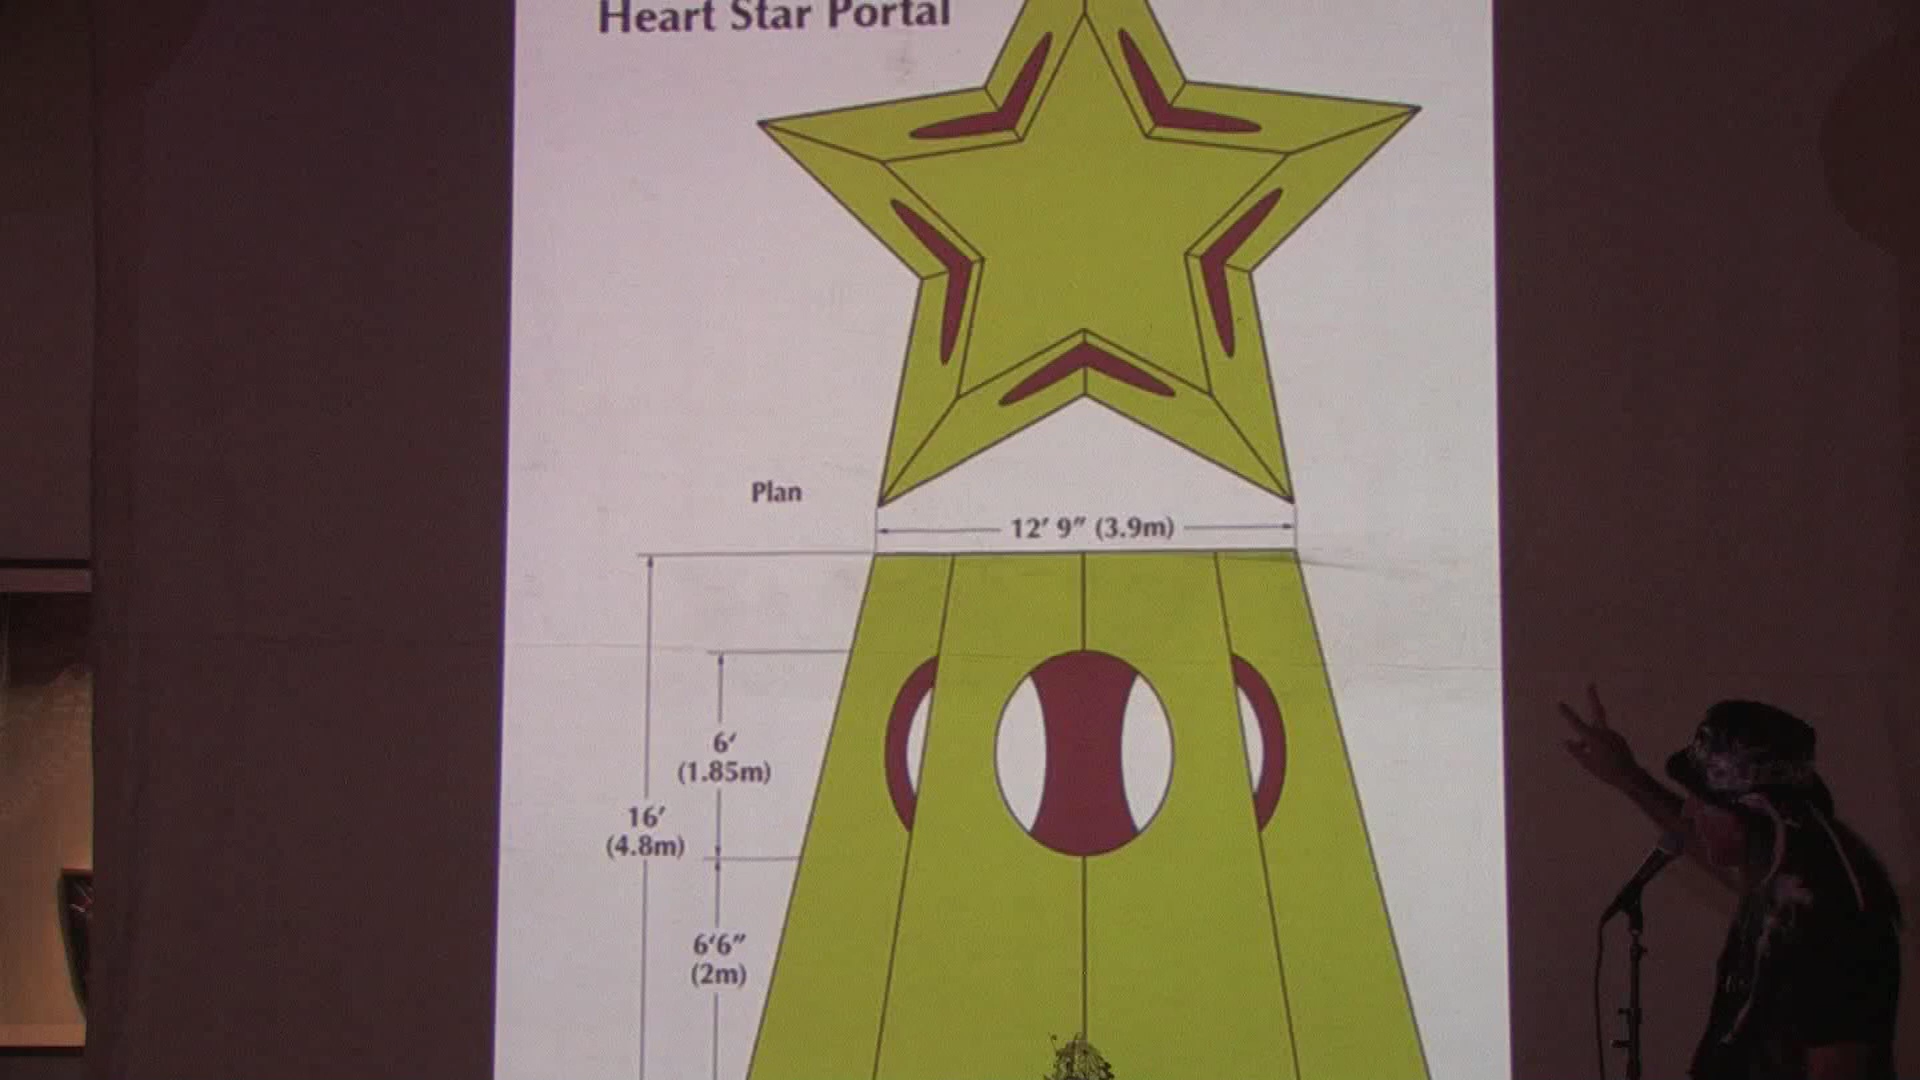 Heart Star Portal
Plan
12′ 9″ (3.9m)
6′
(1.85m)
16′
(4.8m)
6′6″
(2m)